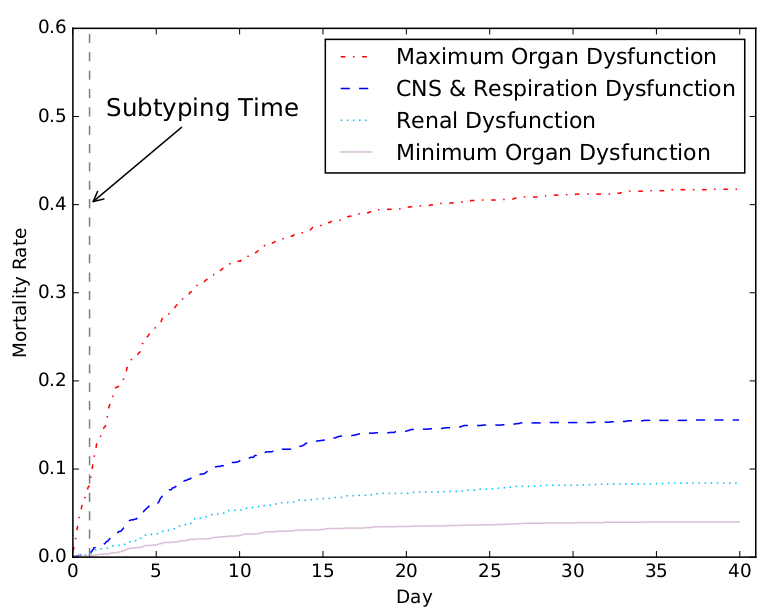 0.6
0.5
0.4
0.3
0.2
0.1
0.0
Mortality Rate
Subtyping Time
Maximum Organ Dysfunction
CNS & Respiration Dysfunction
Renal Dysfunction
Minimum Organ Dysfunction
0 5 10 15 20 25 30 35 40
Day